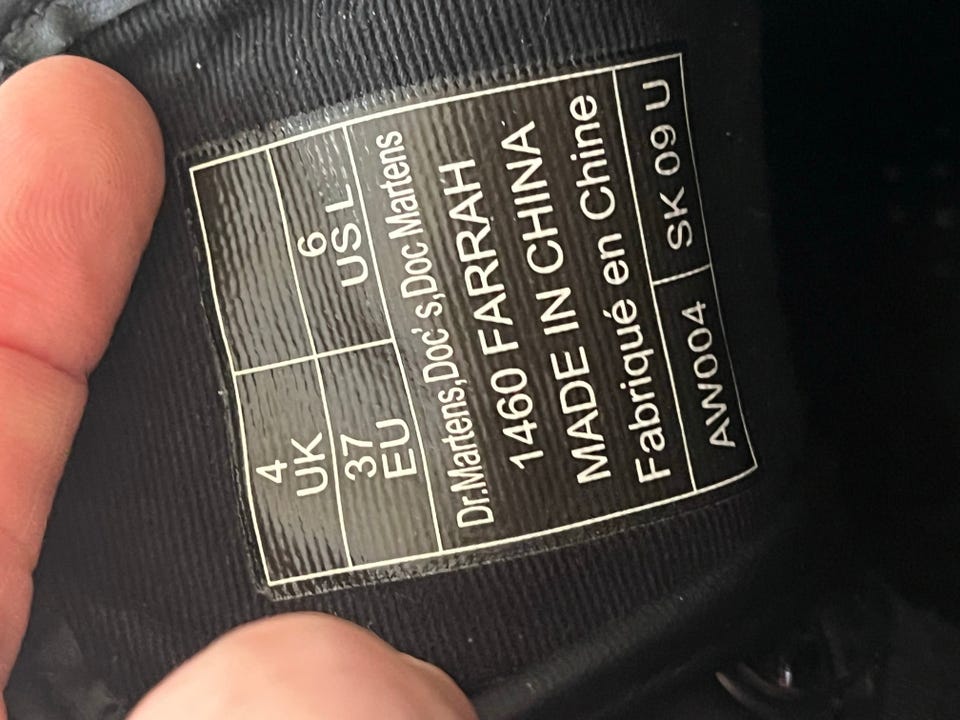 4
UK
37
EU
6
US L
Dr.Martens,Doc's,Doc Martens
1460 FARRAH
MADE IN CHINA
Fabriqué en Chine
AW004 SK 09 U